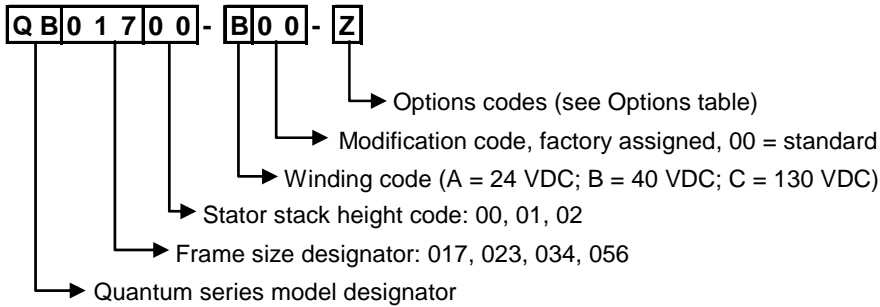 QB01700-B00-Z
Options codes (see Options table)
Modification code, factory assigned, 00 = standard
Winding code (A = 24 VDC; B = 40 VDC; C = 130 VDC)
Stator stack height code: 00, 01, 02
Frame size designator: 017, 023, 034, 056
Quantum series model designator